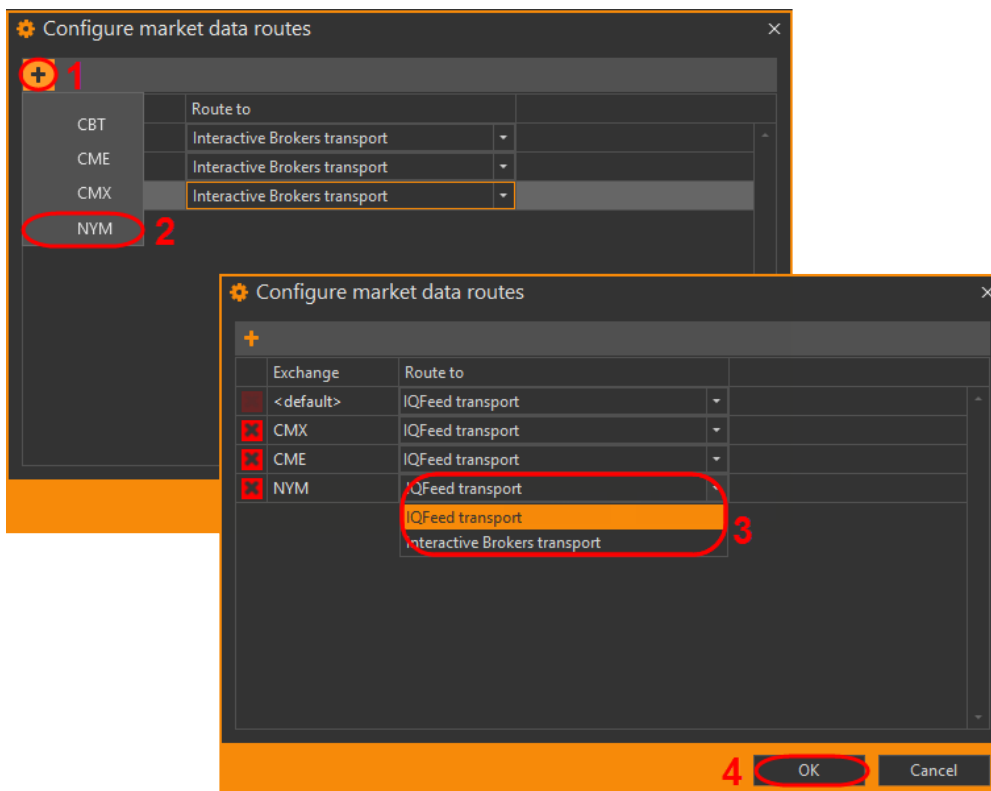 Configure market data routes
1
Route to
CBT
Interactive Brokers transport
CME
Interactive Brokers transport
CMX
Interactive Brokers transport
NYM
2
Configure market data routes
Exchange Route to
<default> IQFeed transport
CMX IQFeed transport
CME IQFeed transport
NYM IQFeed transport
IQFeed transport
3
Interactive Brokers transport
4
OK Cancel